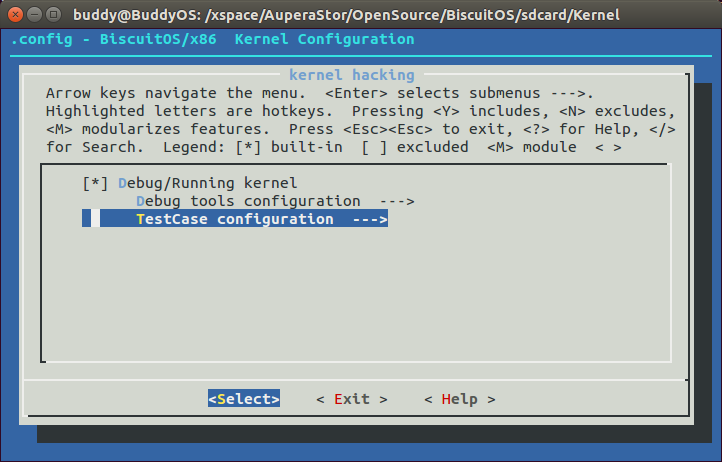 buddy@BuddyOS: /xspace/AuperaStor/OpenSource/BiscuitOS/sdcard/Kernel
.config - BiscuitOS/x86  Kernel Configuration
kernel hacking
Arrow keys navigate the menu.  <Enter> selects submenus --->.
Highlighted letters are hotkeys.  Pressing <Y> includes, <N> excludes,
<M> modularizes features.  Press <Esc><Esc> to exit, <?> for Help, </>
for Search.  Legend: [*] built-in  [ ] excluded  <M> module  < >
[*] Debug/Running kernel
Debug tools configuration  --->
TestCase configuration  --->
<Select>    < Exit >    < Help >